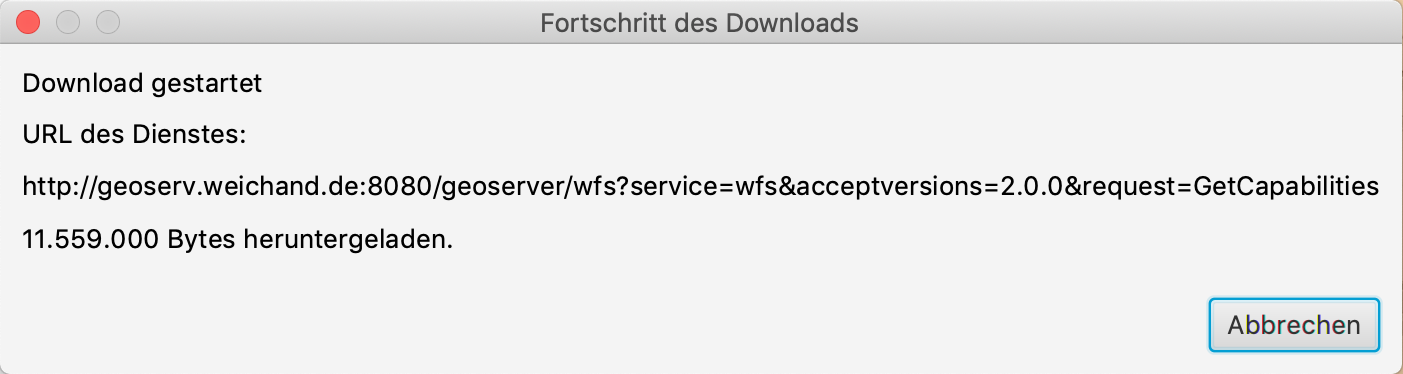 Fortschritt des Downloads
Download gestartet
URL des Dienstes:
http://geoserv.weichand.de:8080/geoserver/wfs?service=wfs&acceptversions=2.0.0&request=GetCapabilities
11.559.000 Bytes heruntergeladen.
Abbrechen